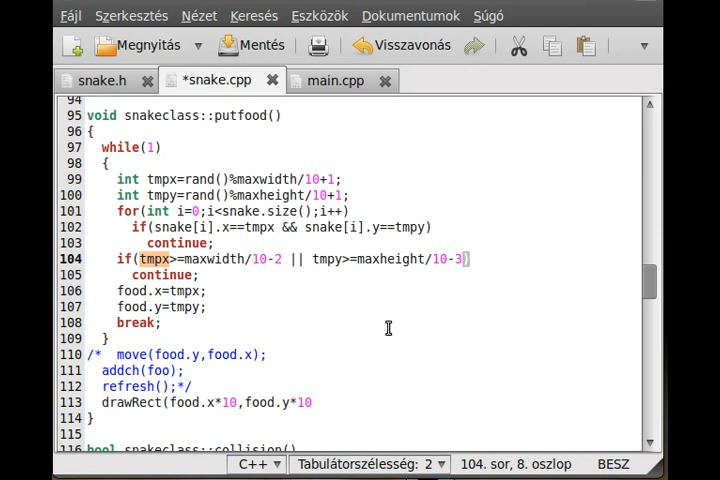 Fájl Szerkesztés Nézet Keresés Eszközök Dokumentumok Súgó
Megnyitás Mentés Visszavonás
snake.h *snake.cpp main.cpp
94
95 void snakeclass::putfood()
96 {
97 while(1)
98 {
99 int tmpx=rand()%maxwidth/10+1;
100 int tmpy=rand()%maxheight/10+1;
101 for(int i=0;i<snake.size();i++)
102 if(snake[i].x==tmpx && snake[i].y==tmpy)
103 continue;
104 if(tmpx>=maxwidth/10-2 || tmpy>=maxheight/10-3)
105 continue;
106 food.x=tmpx;
107 food.y=tmpy;
108 break;
109 }
110 /* move(food.y,food.x);
111 addch(foo);
112 refresh();*/
113 drawRect(food.x*10,food.y*10
114 }
115
116 bool snakeclass::collision()
C++ Tabulátorszélesség: 2 104. sor, 8. oszlop BESZ